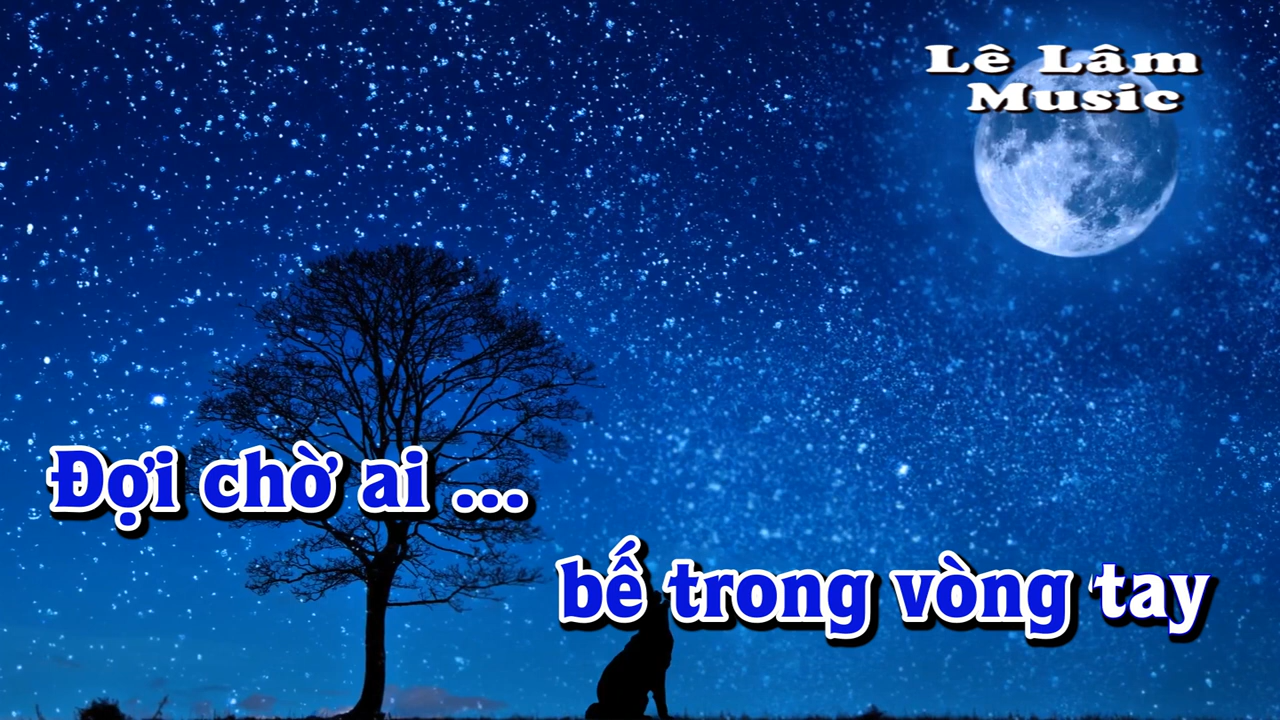 Lê Lâm
Music
Đợi chờ ai ...
bế trong vòng tay